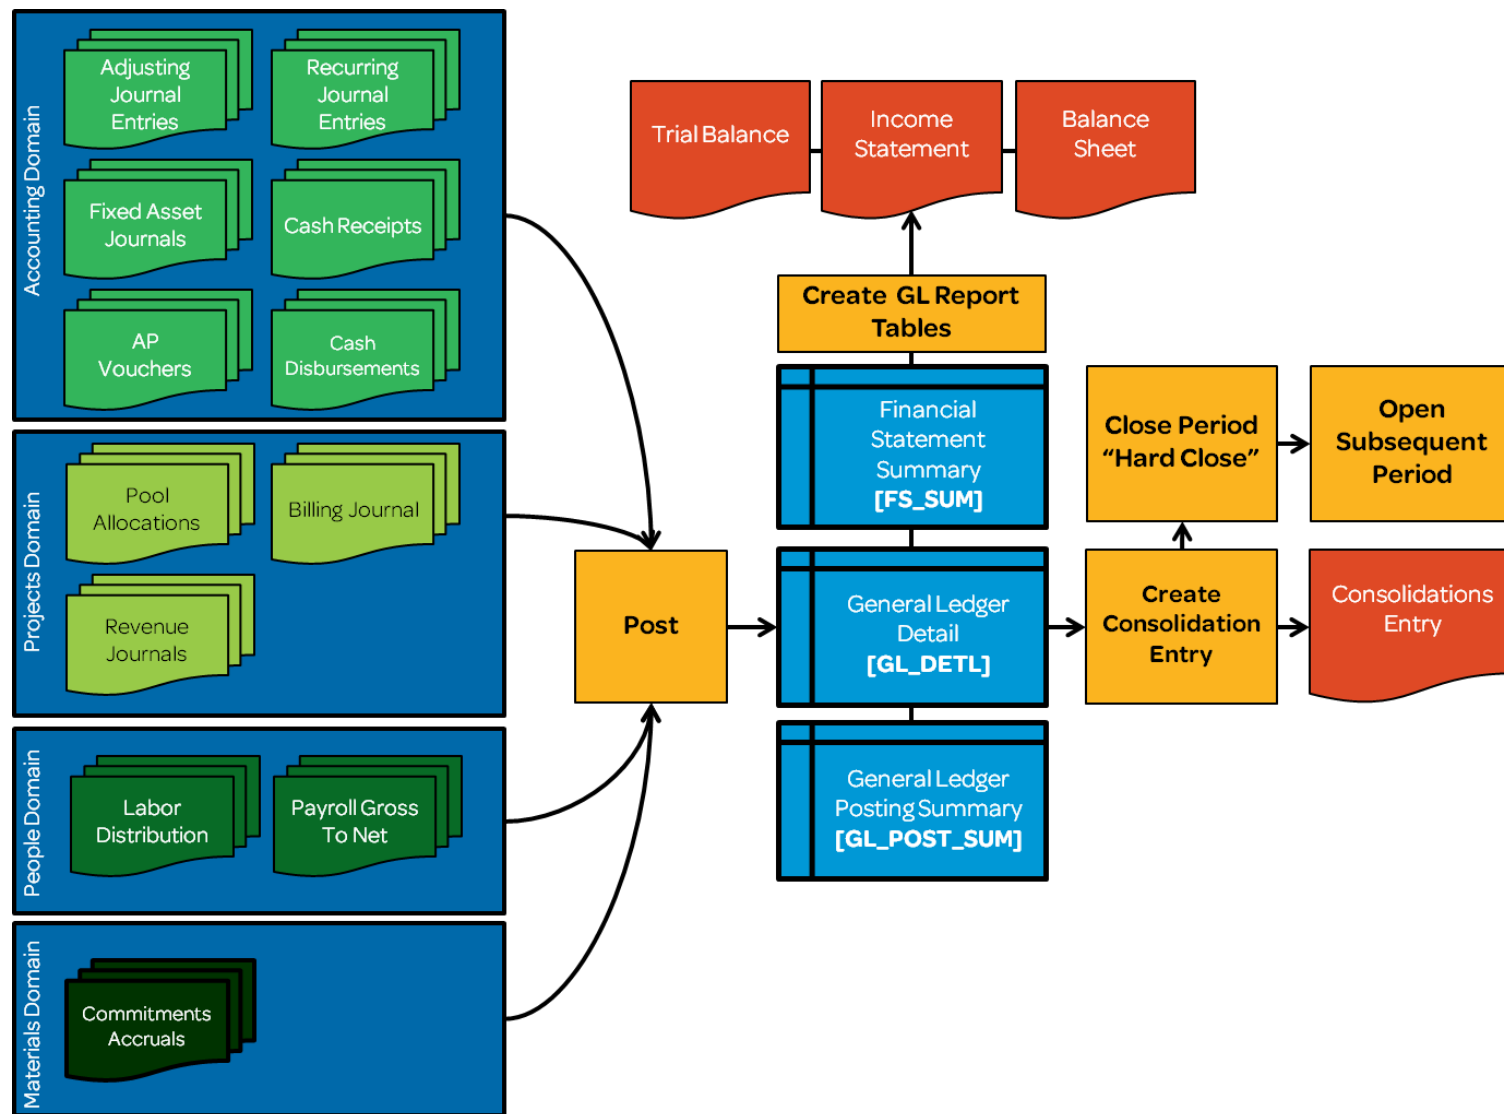 Accounting Domain
Adjusting
Journal
Entries
Recurring
Journal
Entries
Fixed Asset
Journals
Cash Receipts
AP
Vouchers
Cash
Disbursements
Projects Domain
Pool
Allocations
Billing Journal
Revenue
Journals
People Domain
Labor
Distribution
Payroll Gross
To Net
Materials Domain
Commitments
Accruals
Post
Trial Balance
Income
Statement
Balance
Sheet
Create GL Report
Tables
Financial
Statement
Summary
[FS_SUM]
General Ledger
Detail
[GL_DETL]
General Ledger
Posting Summary
[GL_POST_SUM]
Close Period
“Hard Close”
Open
Subsequent
Period
Create
Consolidation
Entry
Consolidations
Entry